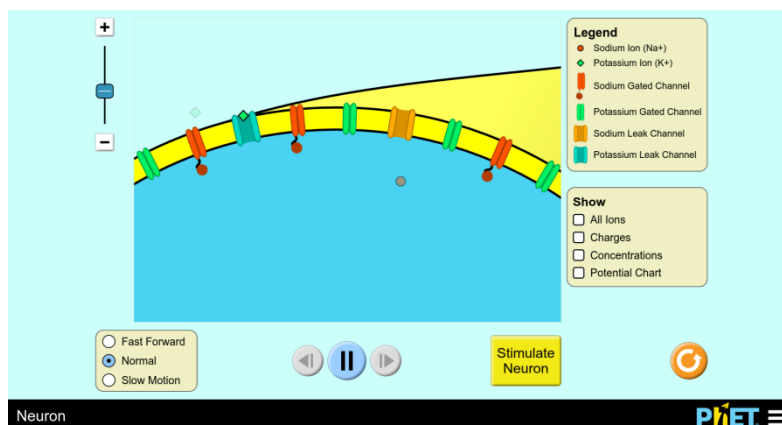 +
−
Legend
Sodium Ion (Na+)
Potassium Ion (K+)
Sodium Gated Channel
Potassium Gated Channel
Sodium Leak Channel
Potassium Leak Channel
Show
All Ions
Charges
Concentrations
Potential Chart
Fast Forward
Normal
Slow Motion
Stimulate
Neuron
Neuron
PhET